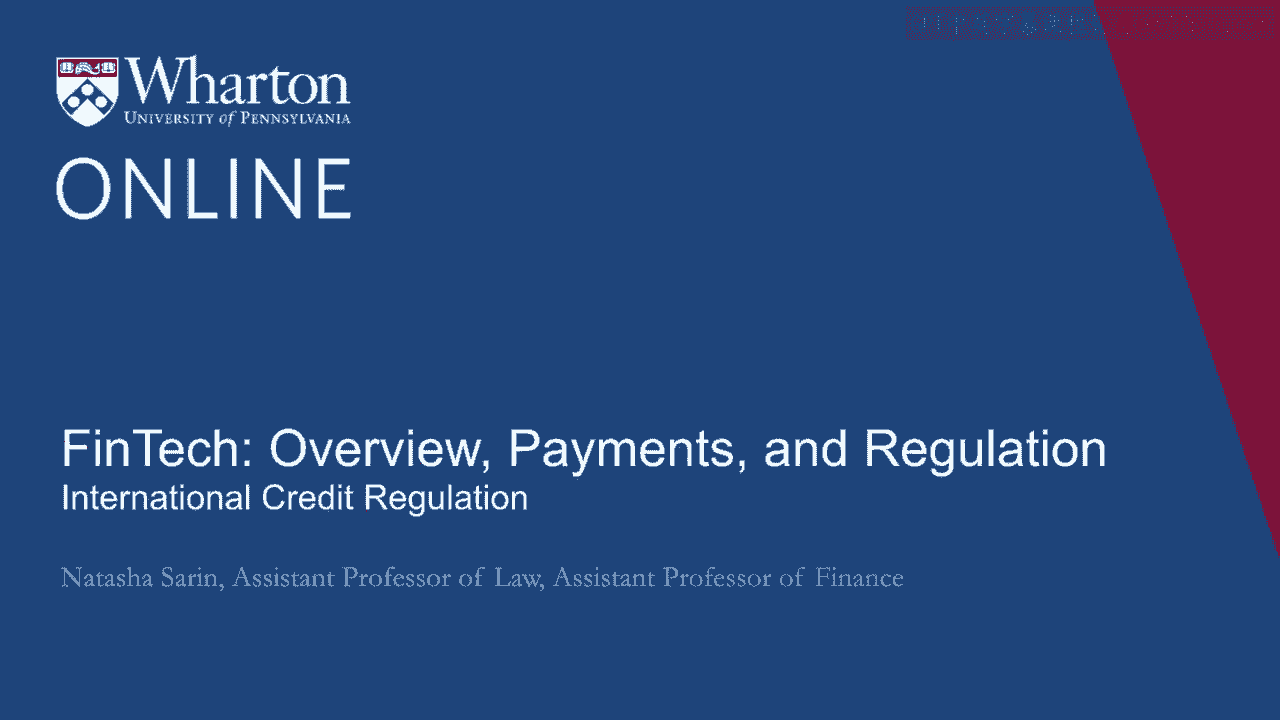 Wharton
UNIVERSITY of PENNSYLVANIA
ONLINE
FinTech: Overview, Payments, and Regulation
International Credit Regulation
Natasha Sarin, Assistant Professor of Law, Assistant Professor of Finance